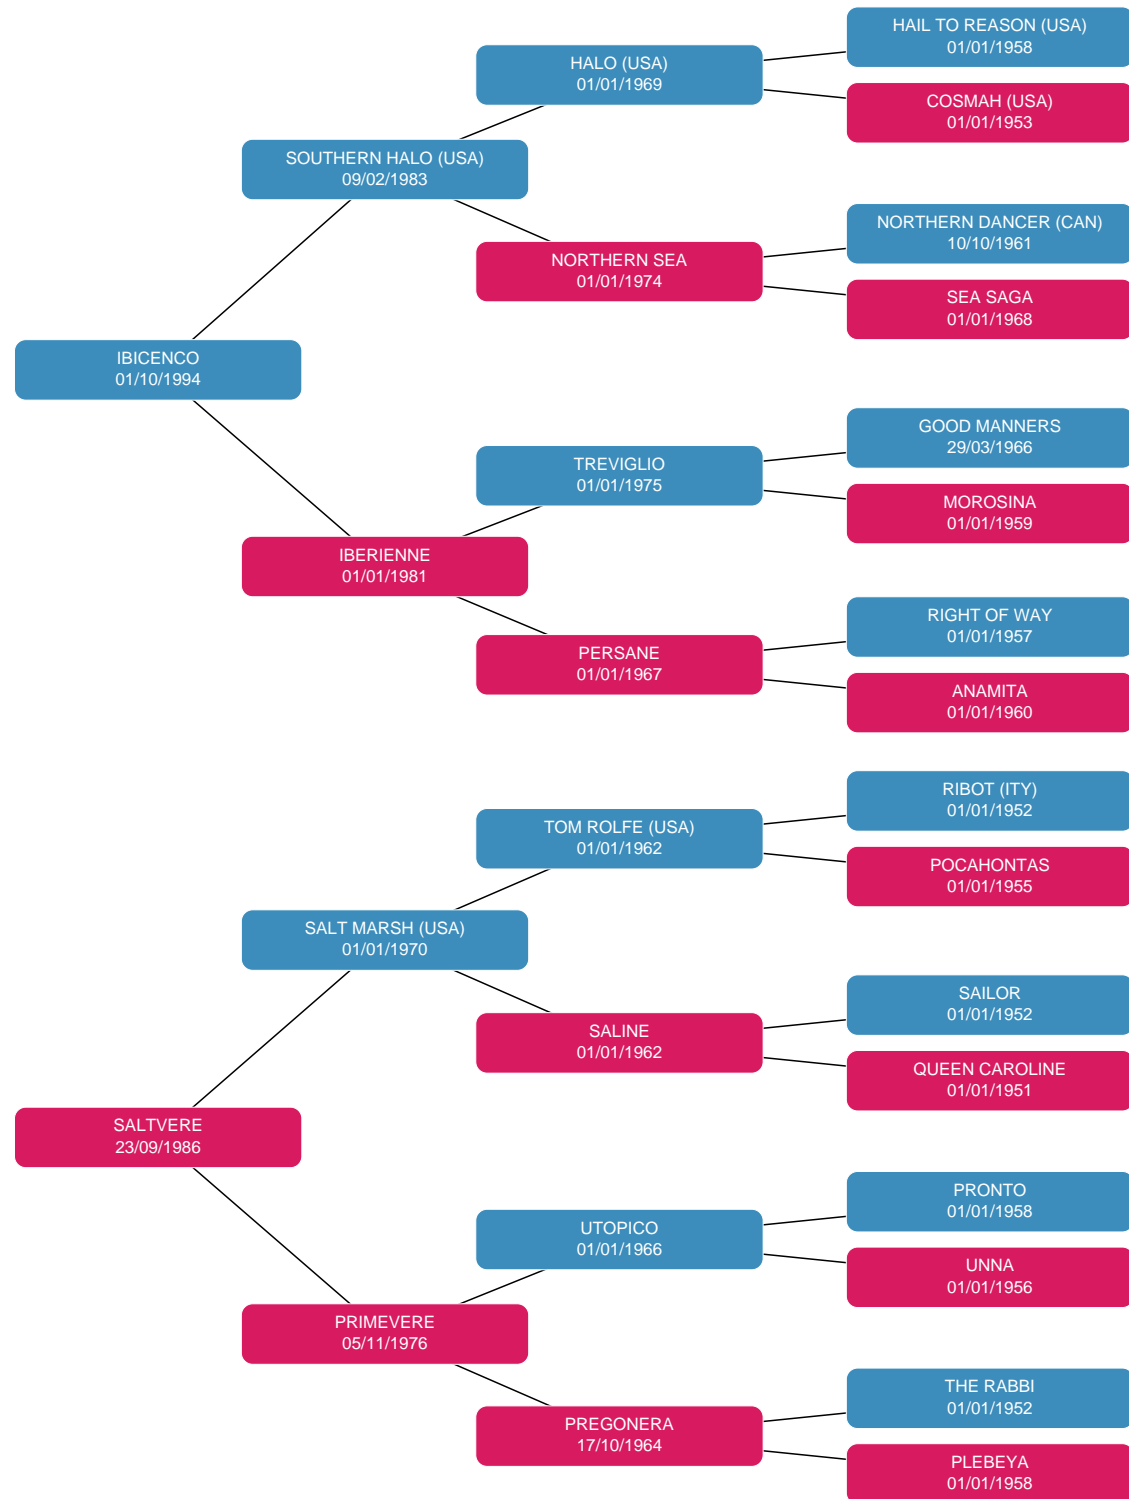 HAIL TO REASON (USA)
01/01/1958
HALO (USA)
01/01/1969
COSMAH (USA)
01/01/1953
SOUTHERN HALO (USA)
09/02/1983
NORTHERN DANCER (CAN)
10/10/1961
NORTHERN SEA
01/01/1974
SEA SAGA
01/01/1968
IBICENCO
01/10/1994
GOOD MANNERS
29/03/1966
TREVIGLIO
01/01/1975
MOROSINA
01/01/1959
IBERIENNE
01/01/1981
RIGHT OF WAY
01/01/1957
PERSANE
01/01/1967
ANAMITA
01/01/1960
RIBOT (ITY)
01/01/1952
TOM ROLFE (USA)
01/01/1962
POCAHONTAS
01/01/1955
SALT MARSH (USA)
01/01/1970
SAILOR
01/01/1952
SALINE
01/01/1962
QUEEN CAROLINE
01/01/1951
SALTVERE
23/09/1986
PRONTO
01/01/1958
UTOPICO
01/01/1966
UNNA
01/01/1956
PRIMEVERE
05/11/1976
THE RABBI
01/01/1952
PREGONERA
17/10/1964
PLEBEYA
01/01/1958